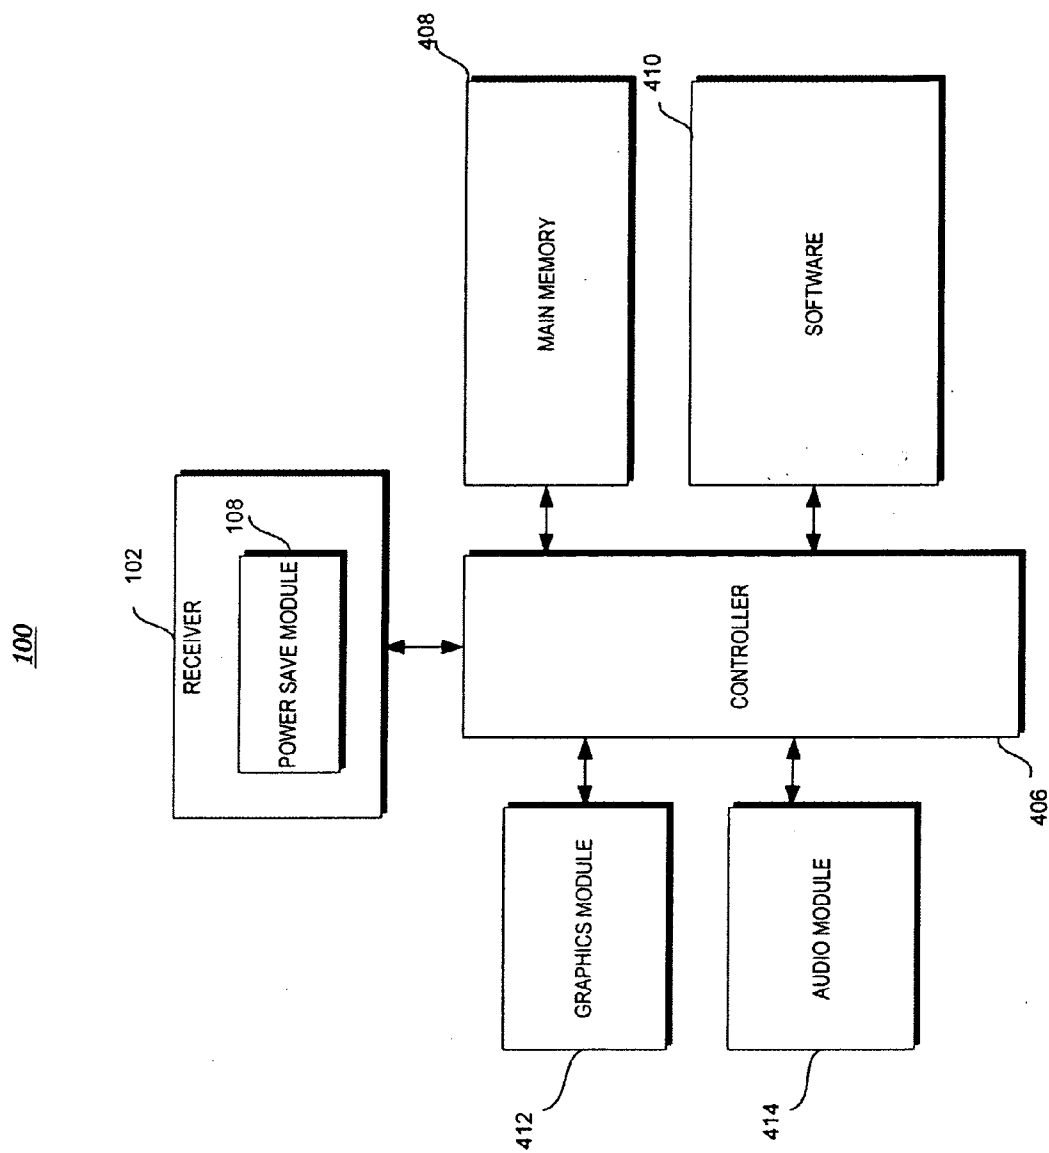 100
102
RECEIVER
108
POWER SAVE MODULE
408
MAIN MEMORY
410
SOFTWARE
CONTROLLER
406
GRAPHICS MODULE
412
AUDIO MODULE
414